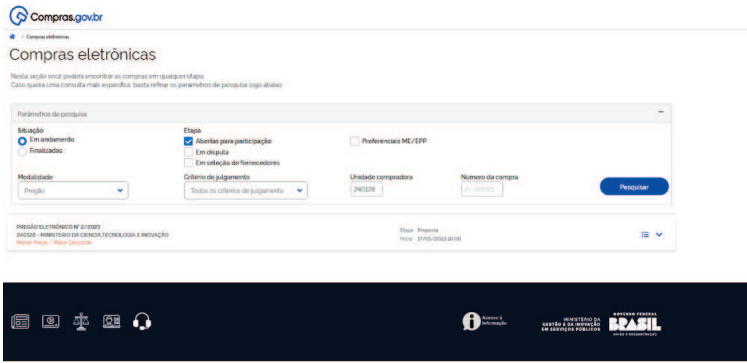 Compras.gov.br
Compras eletrônicas
Compras eletrônicas
Nesta seção você poderá encontrar as compras em qualquer etapa.
Caso queira uma consulta mais específica, basta refinar os parâmetros de pesquisa logo abaixo.
Parâmetros de pesquisa
Situação
Em andamento
Finalizadas
Etapa
Abertas para participação
Em disputa
Em seleção de fornecedores
Preferenciais ME/EPP
Modalidade
Pregão
Critério de julgamento
Todos os critérios de julgamento
Unidade compradora
240128
Número da compra
Pesquisar
PREGÃO ELETRÔNICO Nº 2/2023
240128 - MINISTÉRIO DA CIENCIA,TECNOLOGIA E INOVAÇÃO
Menor Preço / Maior Desconto
Etapa Proposta
Início 17/05/2023 10:00
Acesso à
Informação
MINISTÉRIO DA
GESTÃO E DA INOVAÇÃO
EM SERVIÇOS PÚBLICOS
GOVERNO FEDERAL
BRASIL
UNIÃO E RECONSTRUÇÃO